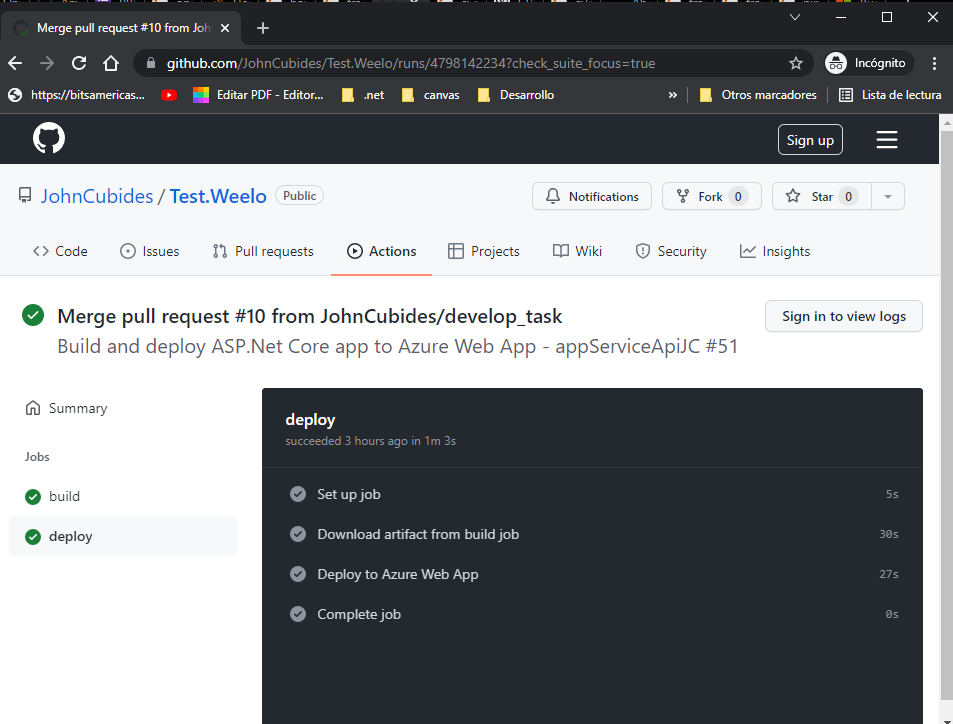 Merge pull request #10 from Joh
github.com/JohnCubides/Test.Weelo/runs/4798142234?check_suite_focus=true
Incógnito
https://bitsamericas...
Editar PDF - Editor...
.net
canvas
Desarrollo
»
Otros marcadores
Lista de lectura
Sign up
JohnCubides / Test.Weelo Public
Notifications
Fork 0
Star 0
Code
Issues
Pull requests
Actions
Projects
Wiki
Security
Insights
Merge pull request #10 from JohnCubides/develop_task
Sign in to view logs
Build and deploy ASP.Net Core app to Azure Web App - appServiceApiJC #51
Summary
Jobs
build
deploy
deploy
succeeded 3 hours ago in 1m 3s
Set up job 5s
Download artifact from build job 30s
Deploy to Azure Web App 27s
Complete job 0s